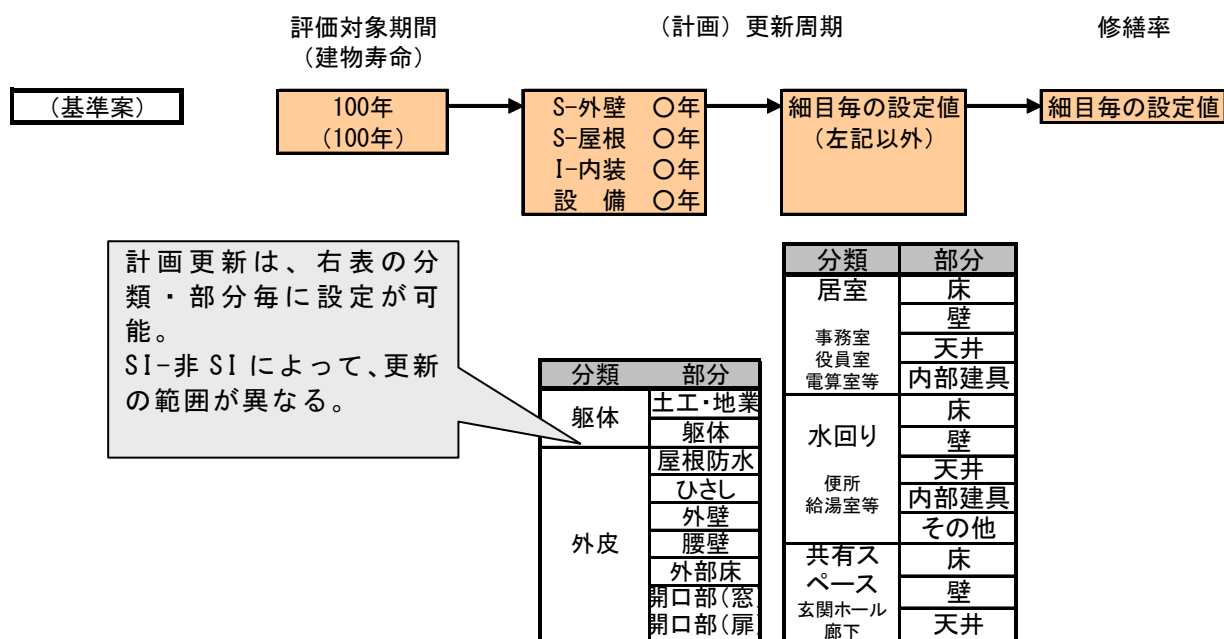 評価対象期間
（建物寿命）
（計画）更新周期
修繕率
（基準案）
100年
(100年)
S-外壁 〇年
S-屋根 〇年
I-内装 〇年
設 備 〇年
細目毎の設定値
（左記以外）
細目毎の設定値
計画更新は、右表の分
類・部分毎に設定が可
能。
SI-非SIによって、更新
の範囲が異なる。
分類 部分
躯体
土工・地業
躯体
外皮
屋根防水
ひさし
外壁
腰壁
外部床
開口部（窓
開口部（扉
分類 部分
居室
事務室
役員室
電算室等
床
壁
天井
内部建具
水回り
便所
給湯室等
床
壁
天井
内部建具
その他
共有ス
ペース
玄関ホール
廊下
床
壁
天井